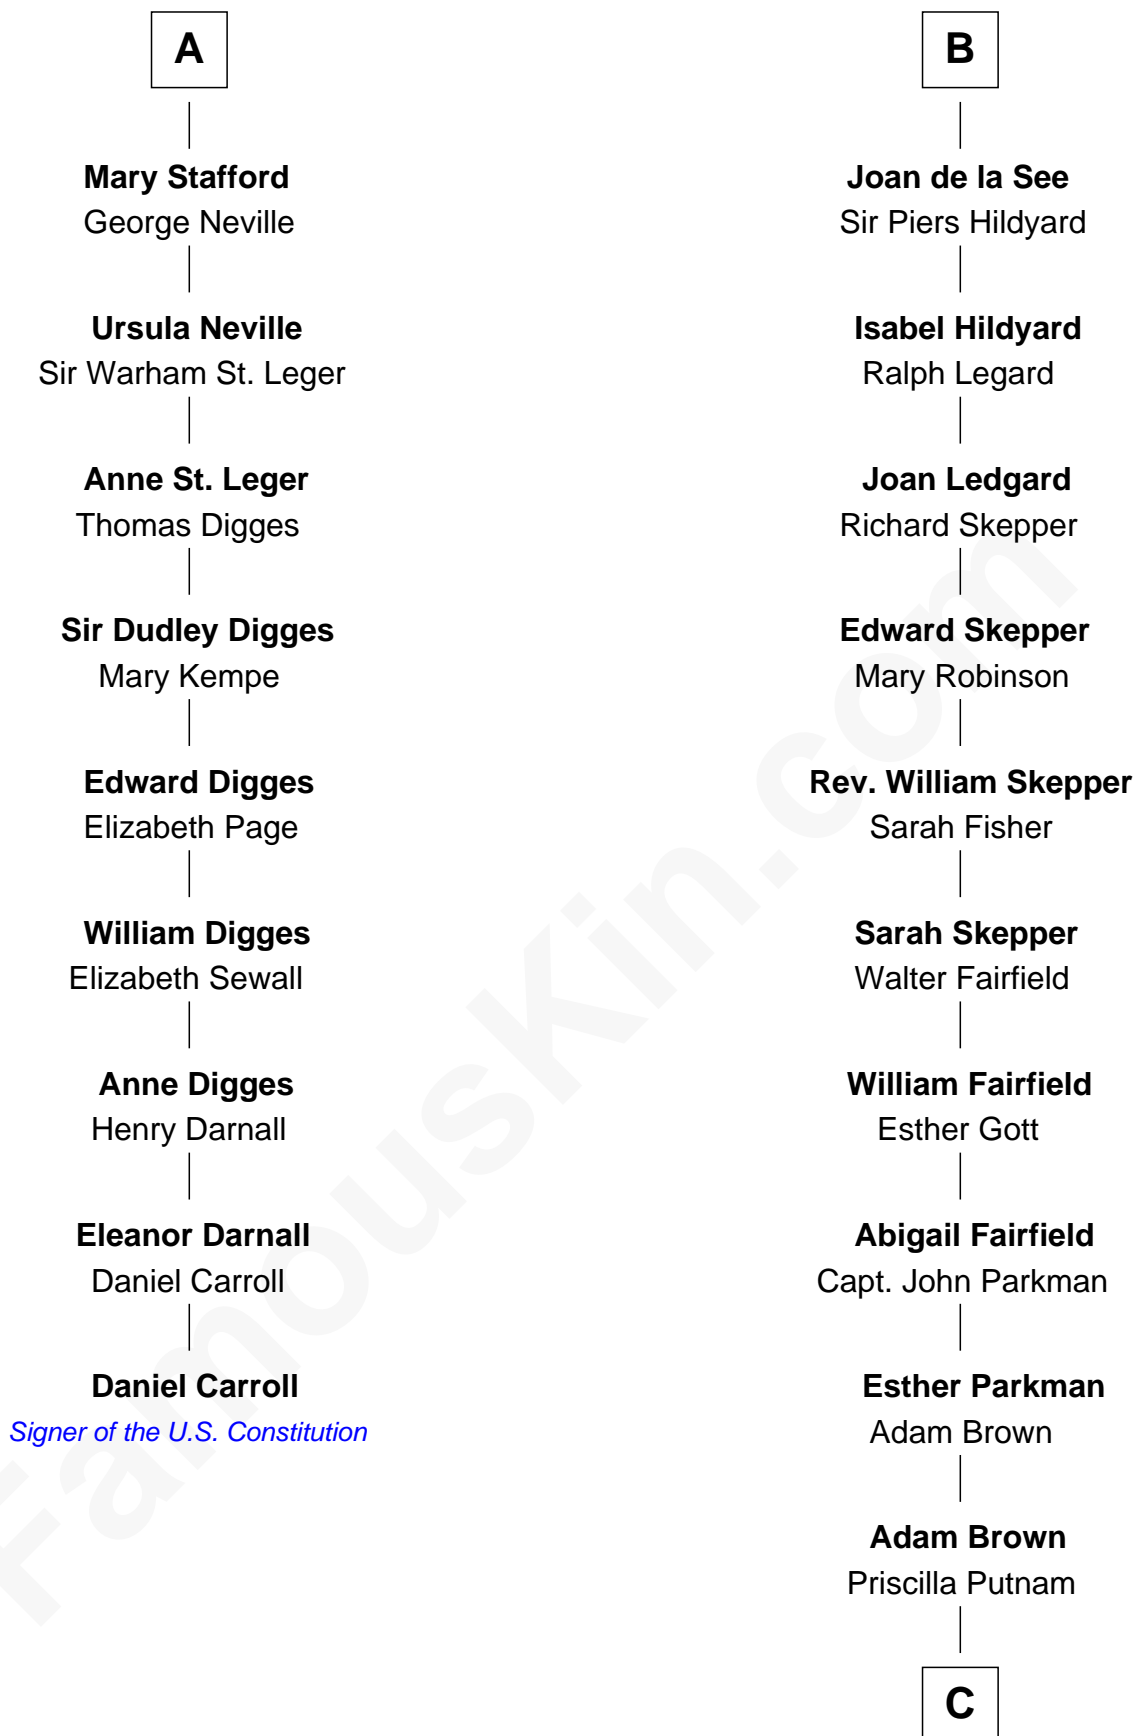 A
Mary Stafford
George Neville
Ursula Neville
Sir Warham St. Leger
Anne St. Leger
Thomas Digges
Sir Dudley Digges
Mary Kempe
Edward Digges
Elizabeth Page
William Digges
Elizabeth Sewall
Anne Digges
Henry Darnall
Eleanor Darnall
Daniel Carroll
Daniel Carroll
Signer of the U.S. Constitution
B
Joan de la See
Sir Piers Hildyard
Isabel Hildyard
Ralph Legard
Joan Ledgard
Richard Skepper
Edward Skepper
Mary Robinson
Rev. William Skepper
Sarah Fisher
Sarah Skepper
Walter Fairfield
William Fairfield
Esther Gott
Abigail Fairfield
Capt. John Parkman
Esther Parkman
Adam Brown
Adam Brown
Priscilla Putnam
C
FamousKin.com